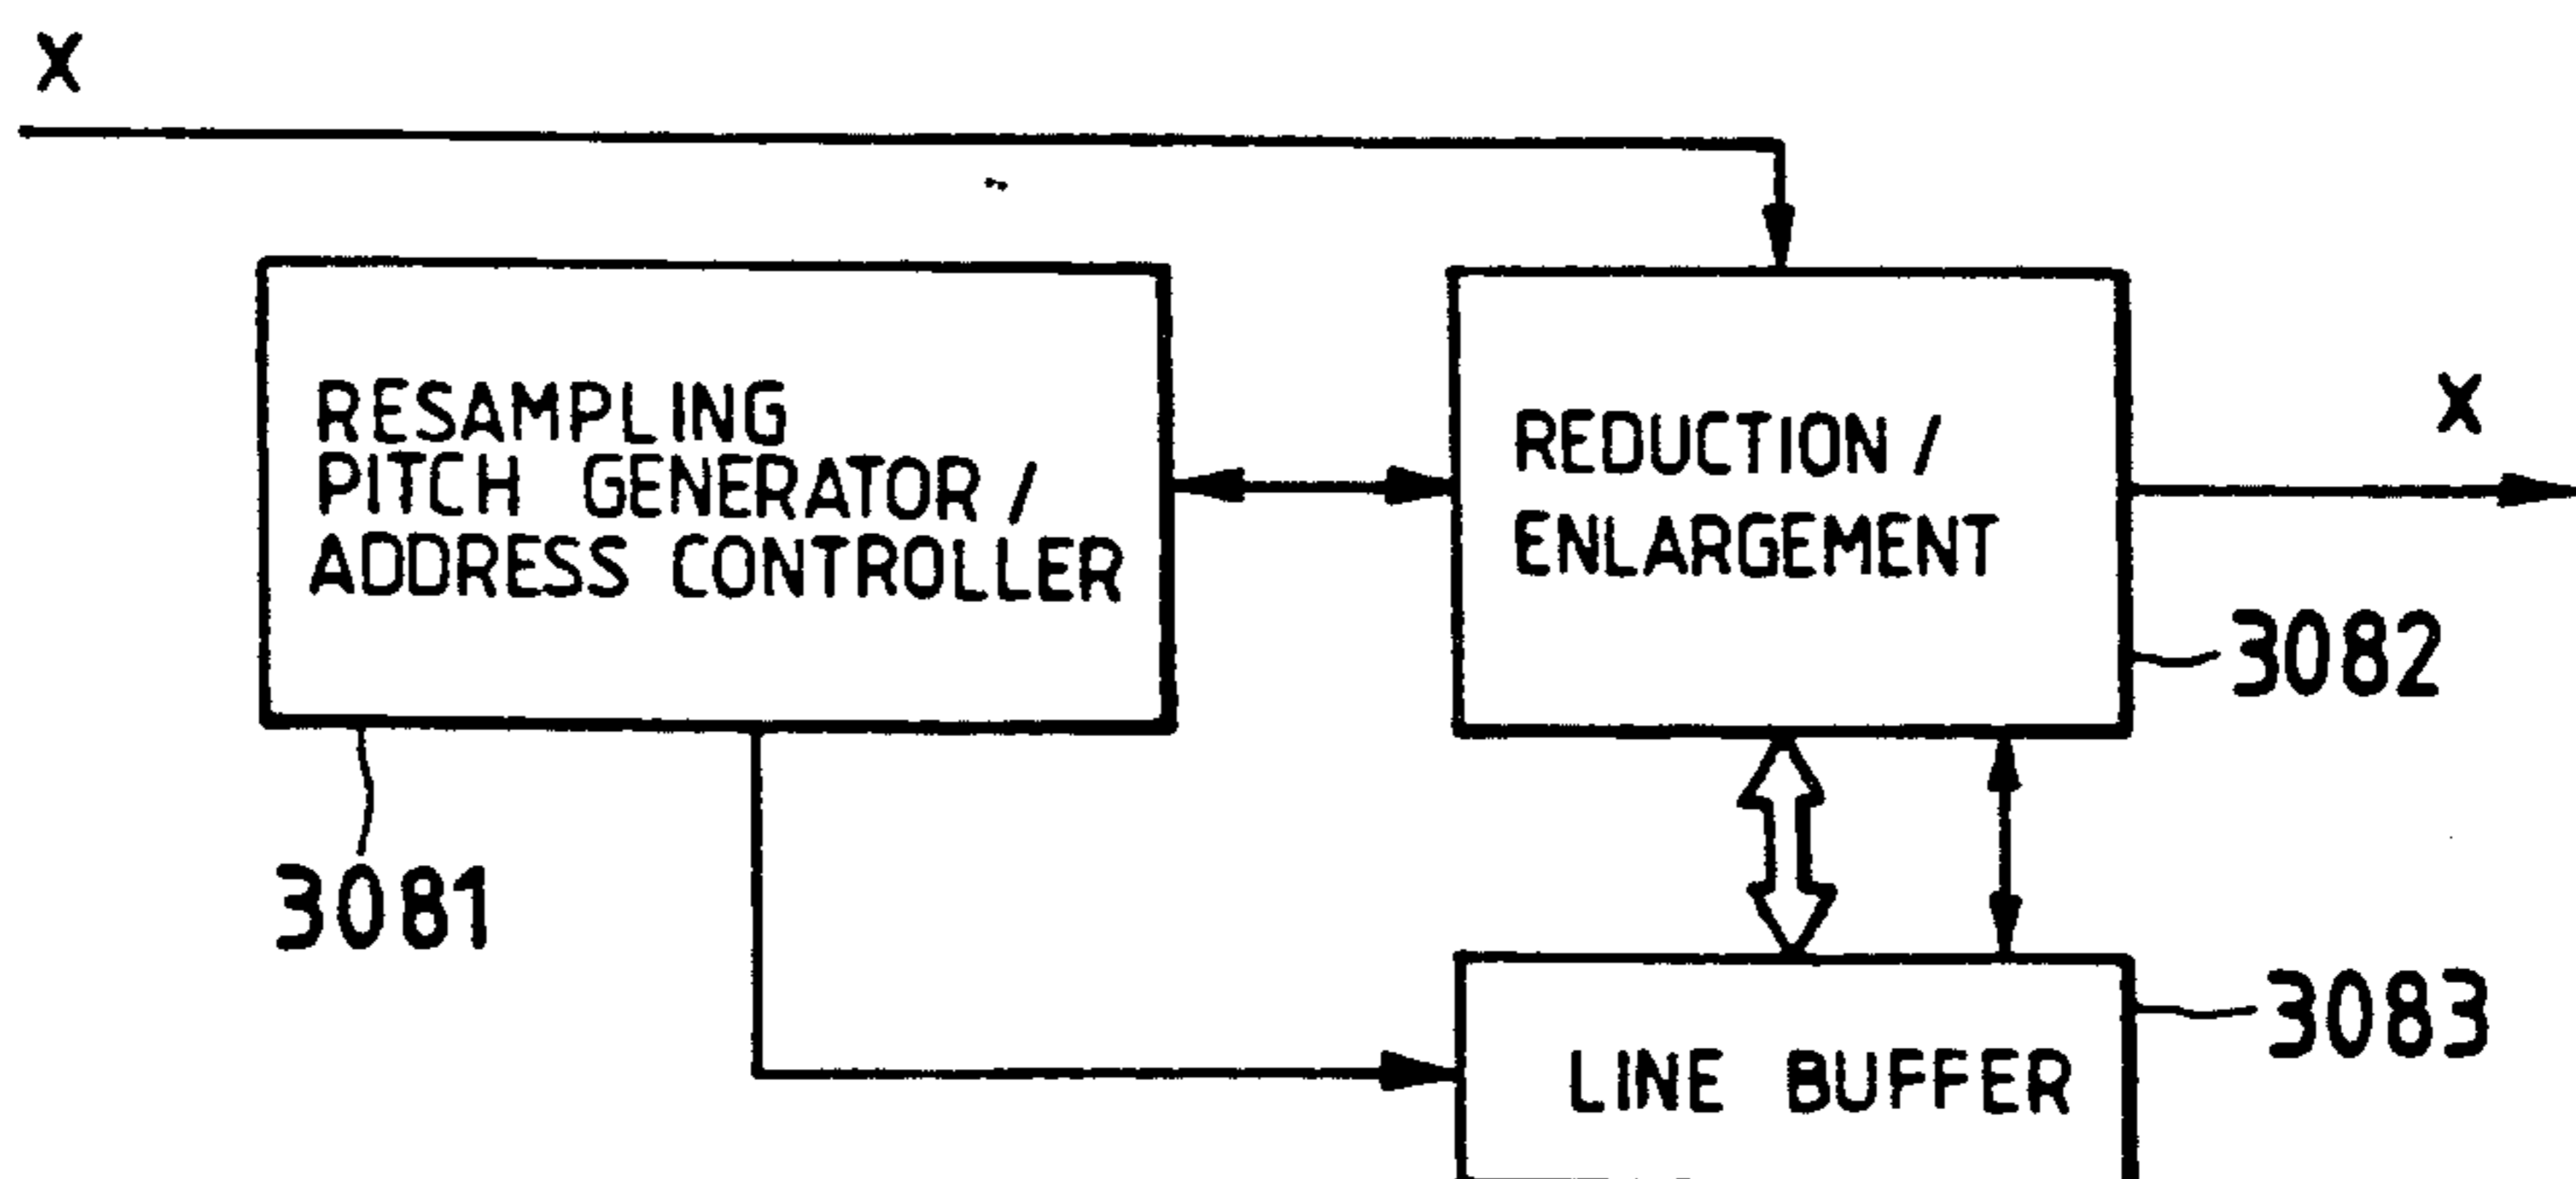 X
RESAMPLING
PITCH GENERATOR /
ADDRESS CONTROLLER
REDUCTION /
ENLARGEMENT
X
3082
3081
3083
LINE BUFFER